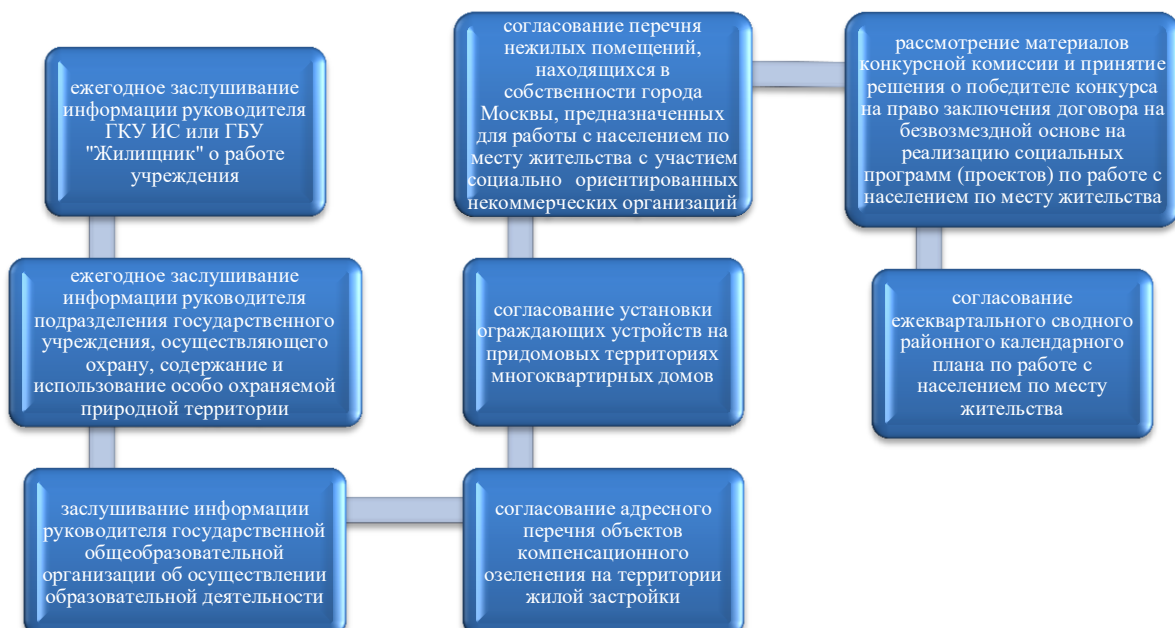 ежегодное заслушивание
информации руководителя
ГКУ ИС или ГБУ
"Жилищник" о работе
учреждения
ежегодное заслушивание
информации руководителя
подразделения государственного
учреждения, осуществляющего
охрану, содержание и
использование особо охраняемой
природной территории
заслушивание информации
руководителя государственной
общеобразовательной
организации об осуществлении
образовательной деятельности
согласование адресного
перечня объектов
компенсационного
озеленения на территории
жилой застройки
согласование установки
ограждающих устройств на
придомовых территориях
многоквартирных домов
согласование перечня
нежилых помещений,
находящихся в
собственности города
Москвы, предназначенных
для работы с населением по
месту жительства с участием
социально ориентированных
некоммерческих организаций
рассмотрение материалов
конкурсной комиссии и принятие
решения о победителе конкурса
на право заключения договора на
безвозмездной основе на
реализацию социальных
программ (проектов) по работе с
населением по месту жительства
согласование
ежеквартального сводного
районного календарного
плана по работе с
населением по месту
жительства